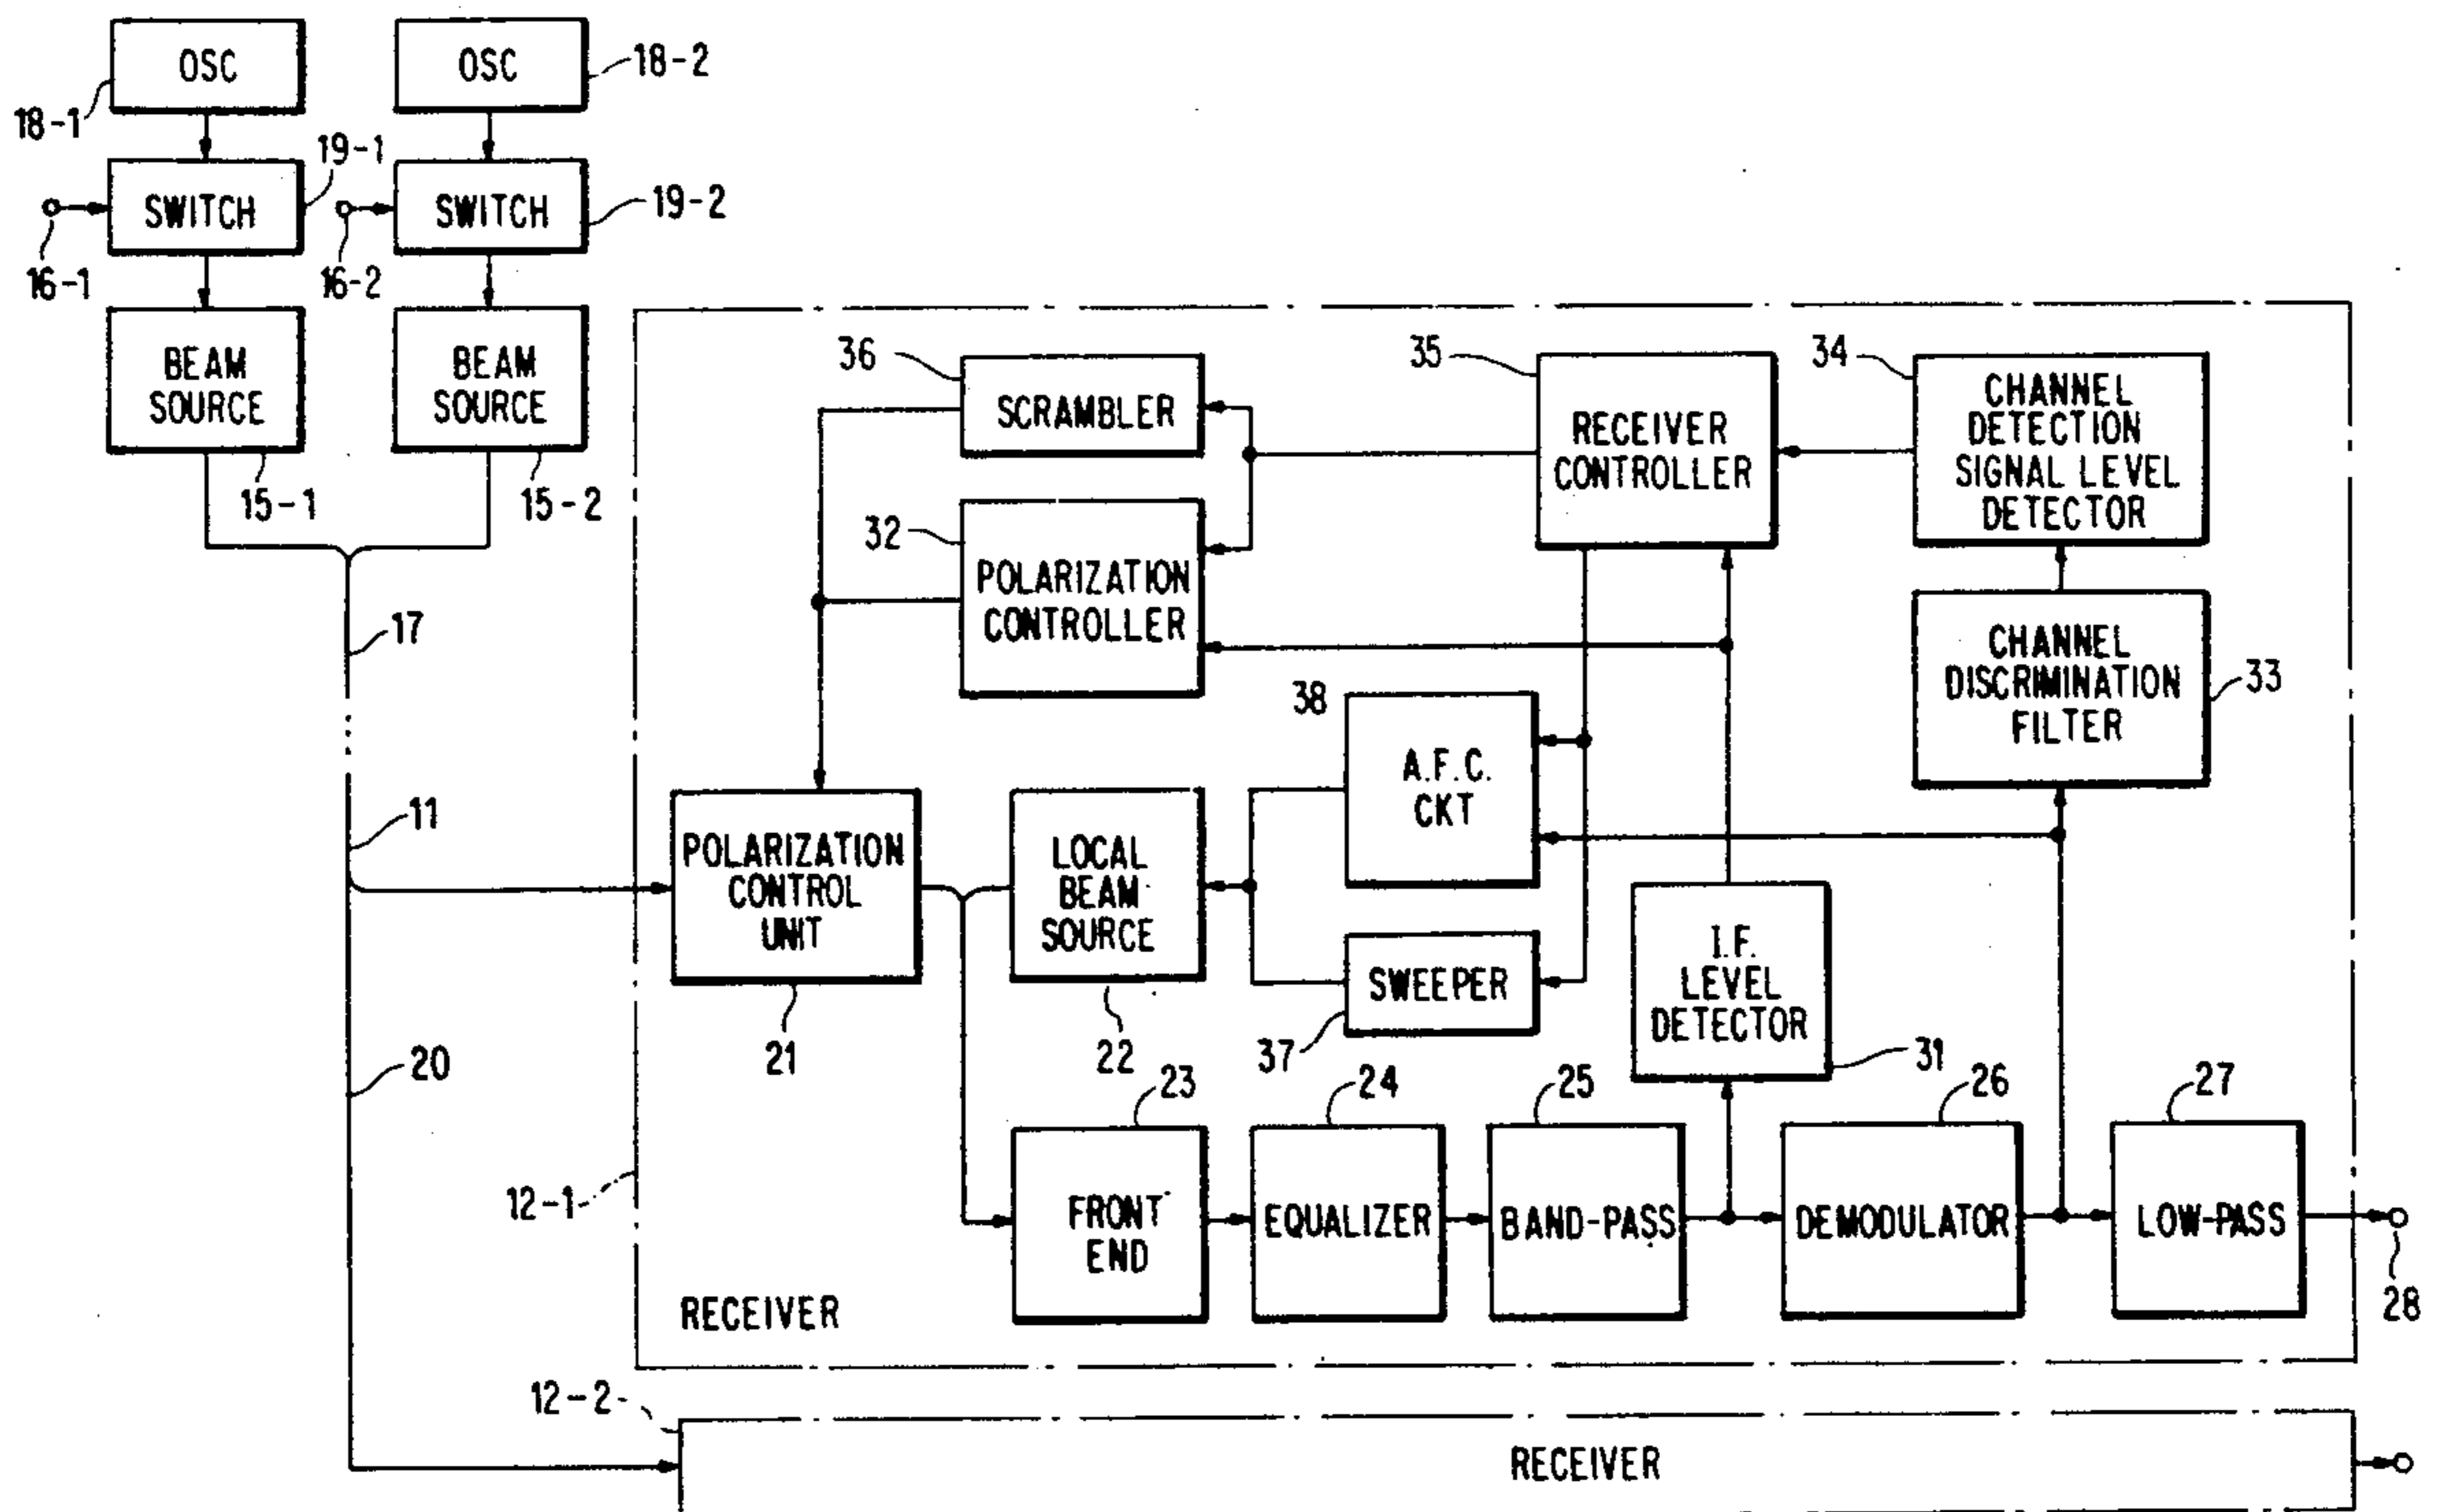 OSC
OSC
18-1
18-2
SWITCH
SWITCH
19-1
19-2
16-1
16-2
BEAM
SOURCE
BEAM
SOURCE
15-1
15-2
17
11
20
36
SCRAMBLER
35
RECEIVER
CONTROLLER
34
CHANNEL
DETECTION
SIGNAL LEVEL
DETECTOR
32
POLARIZATION
CONTROLLER
CHANNEL
DISCRIMINATION
FILTER
33
38
A.F.C.
CKT
POLARIZATION
CONTROL
UNIT
21
LOCAL
BEAM
SOURCE
22
SWEEPER
37
I.F.
LEVEL
DETECTOR
31
23
FRONT
END
24
EQUALIZER
25
BAND-PASS
26
DEMODULATOR
27
LOW-PASS
28
12-1
RECEIVER
12-2
RECEIVER